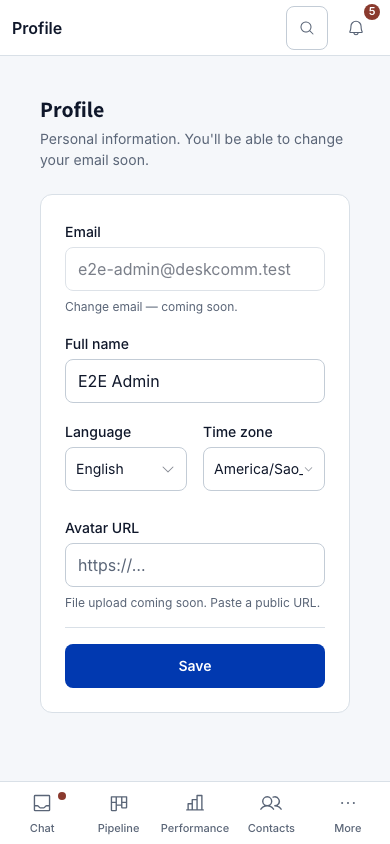 Profile
5
Profile
Personal information. You'll be able to change
your email soon.
Email
e2e-admin@deskcomm.test
Change email — coming soon.
Full name
E2E Admin
Language
Time zone
English
America/Sao_
Avatar URL
https://...
File upload coming soon. Paste a public URL.
Save
Chat
Pipeline
Performance
Contacts
More